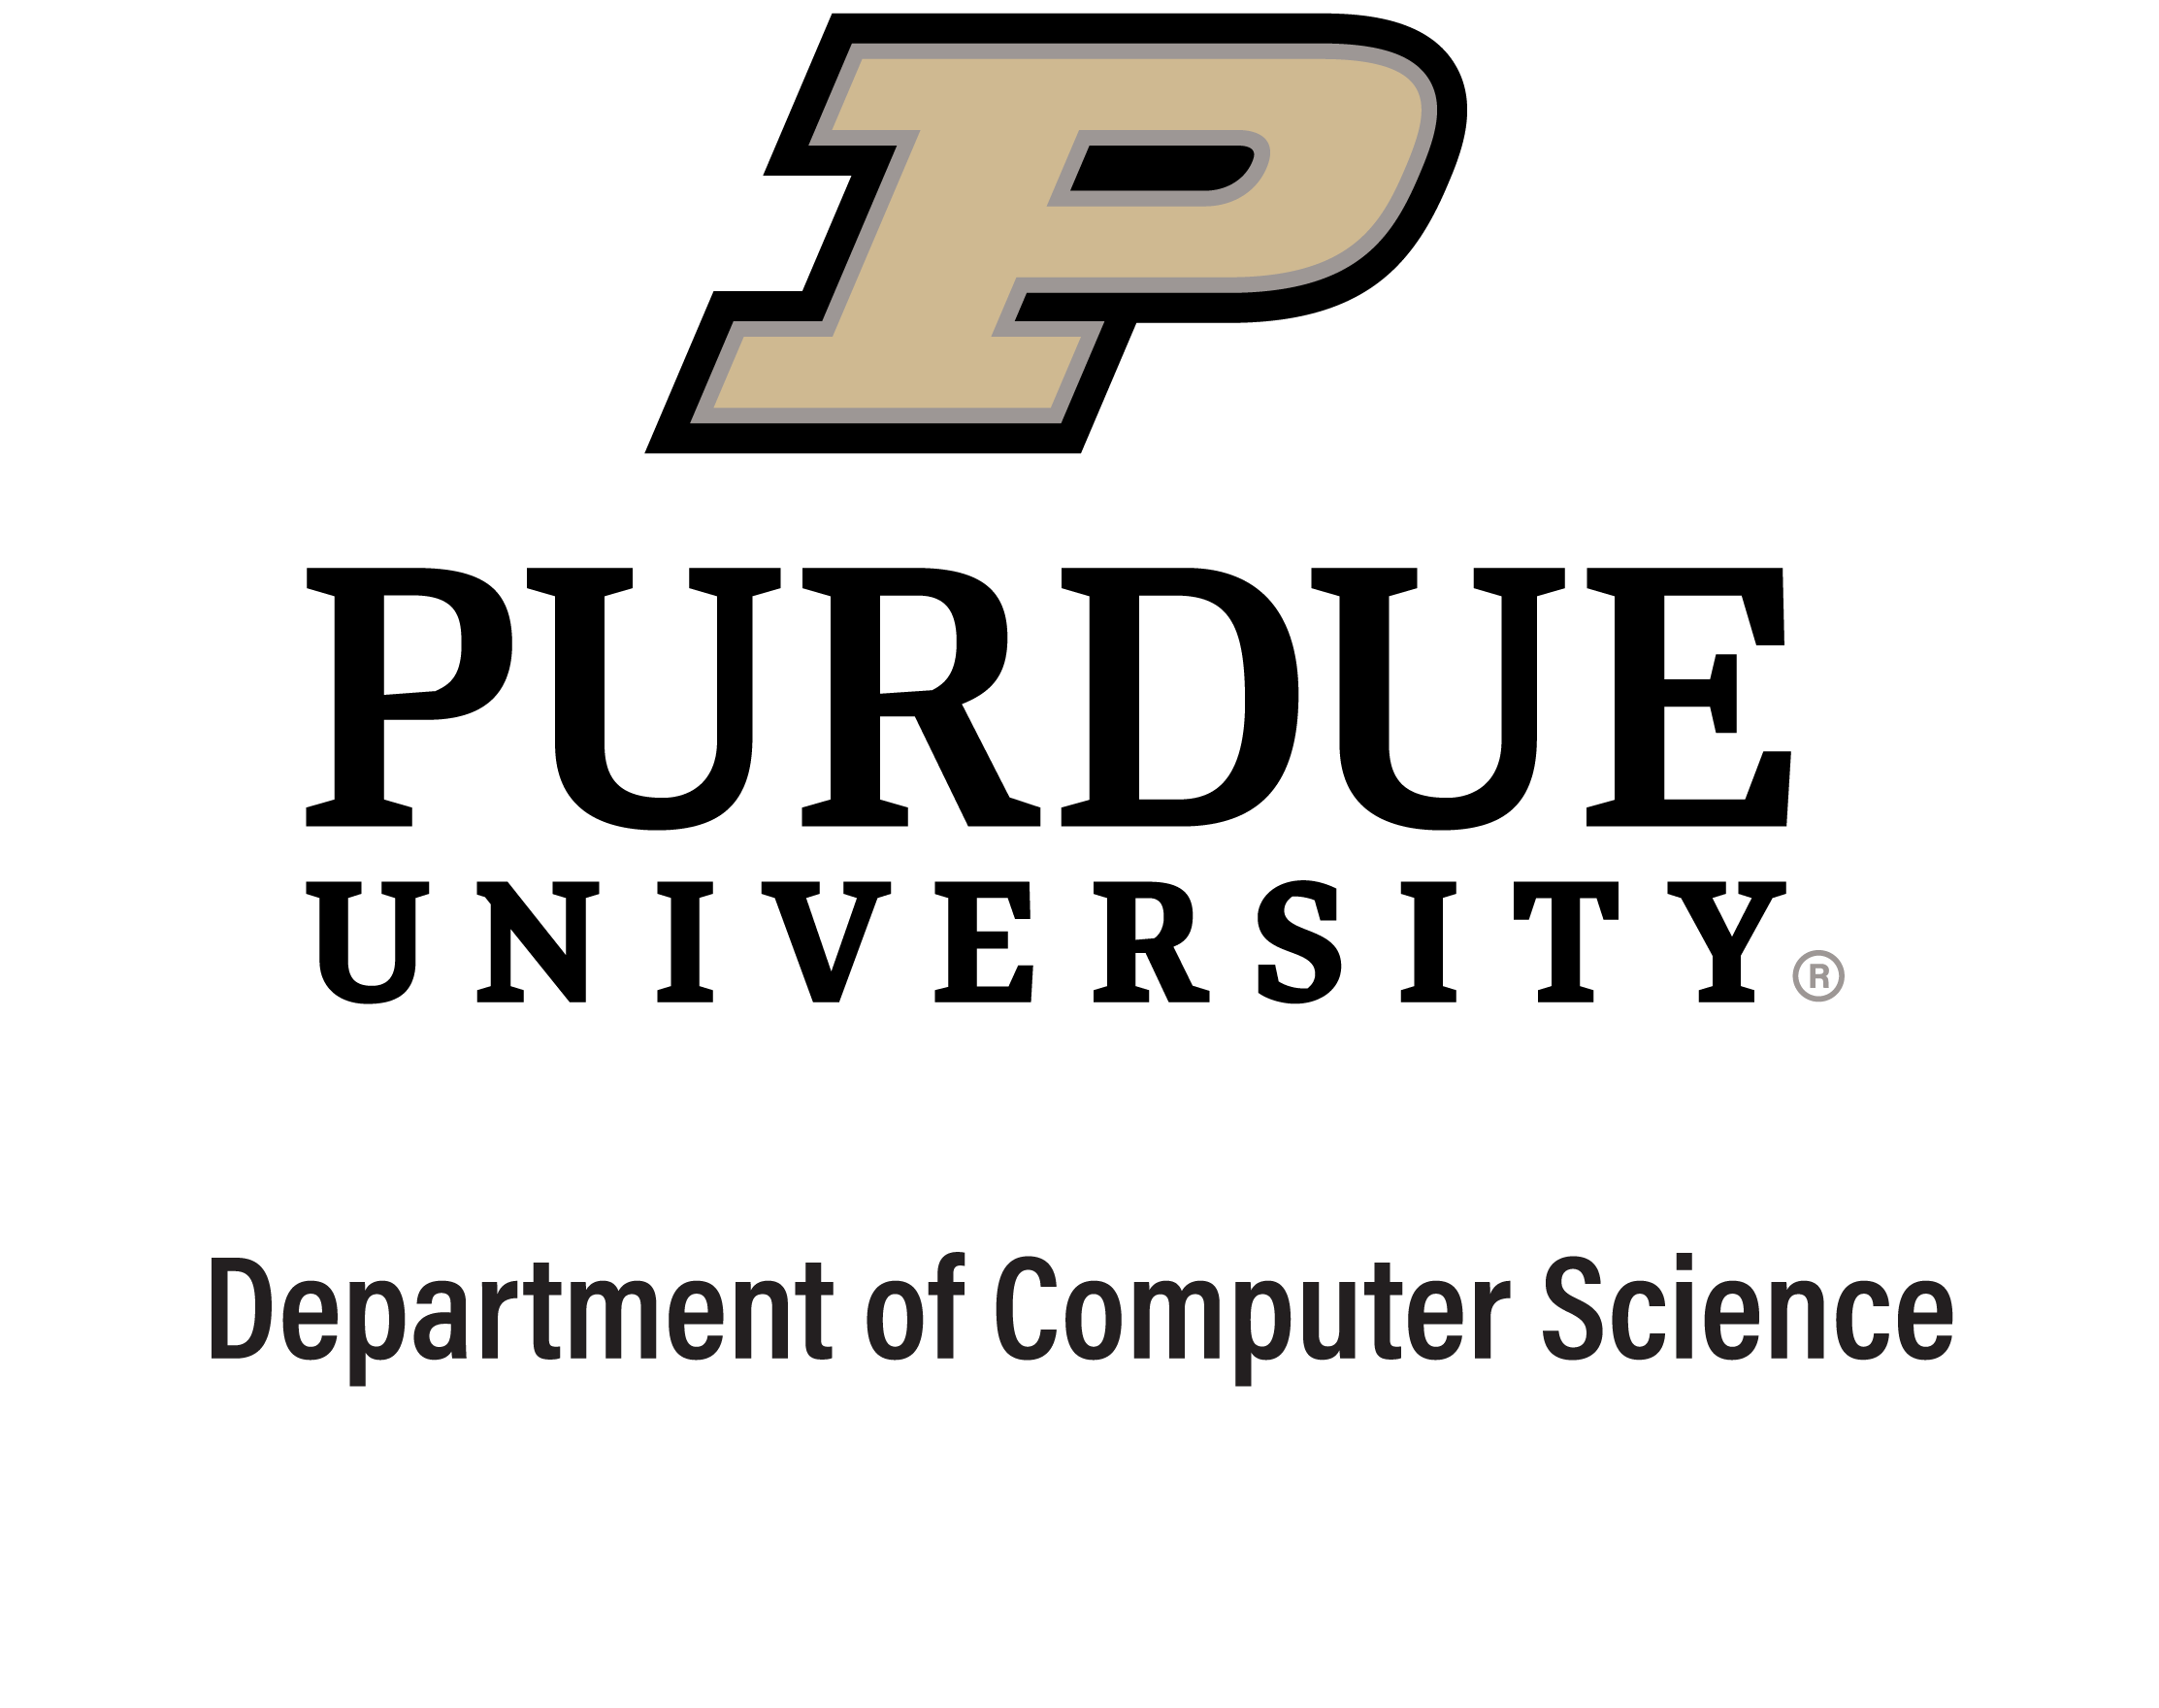 P
PURDUE
UNIVERSITY®
Department of Computer Science